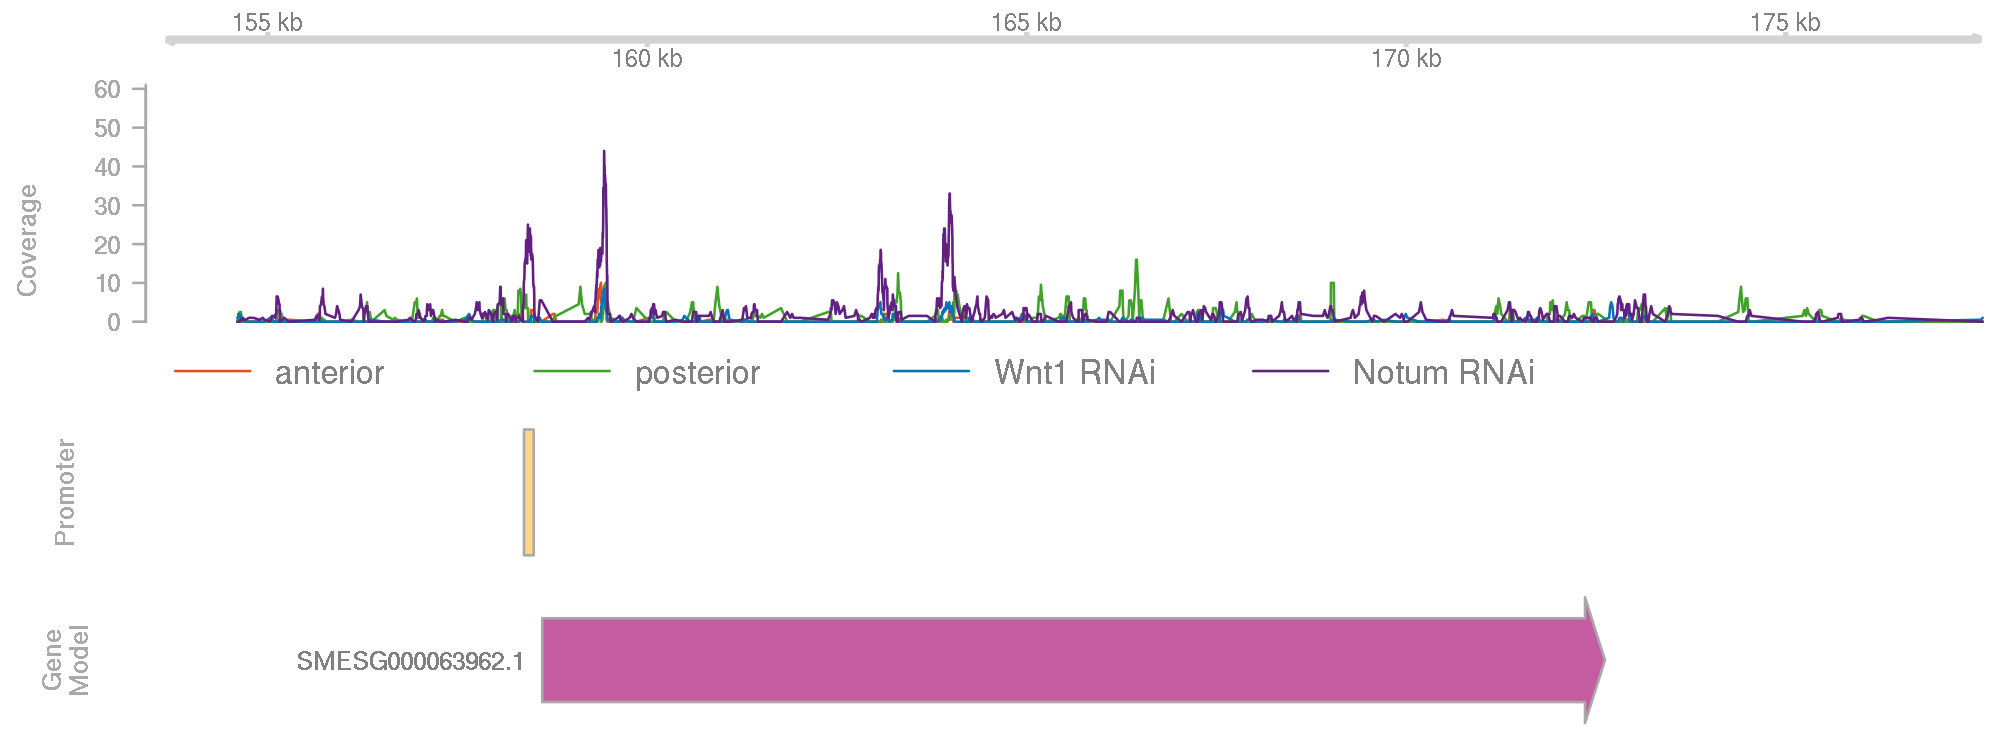 155 kb 165 kb 175 kb
160 kb 170 kb
60
50
40
30
20
10
0
Coverage
anterior posterior Wnt1 RNAi Notum RNAi
Promoter
Gene
Model
SMESG000063962.1